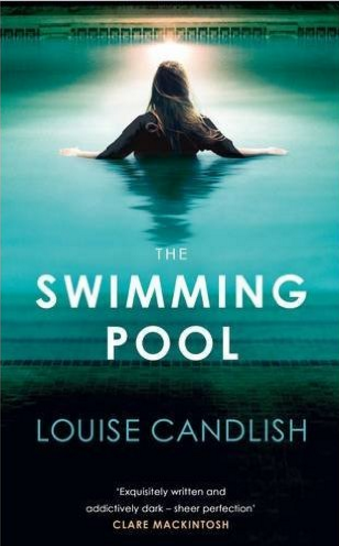 THE
SWIMMING
POOL
LOUISE CANDLISH
‘Exquisitely written and
addictively dark – sheer perfection’
CLARE MACKINTOSH